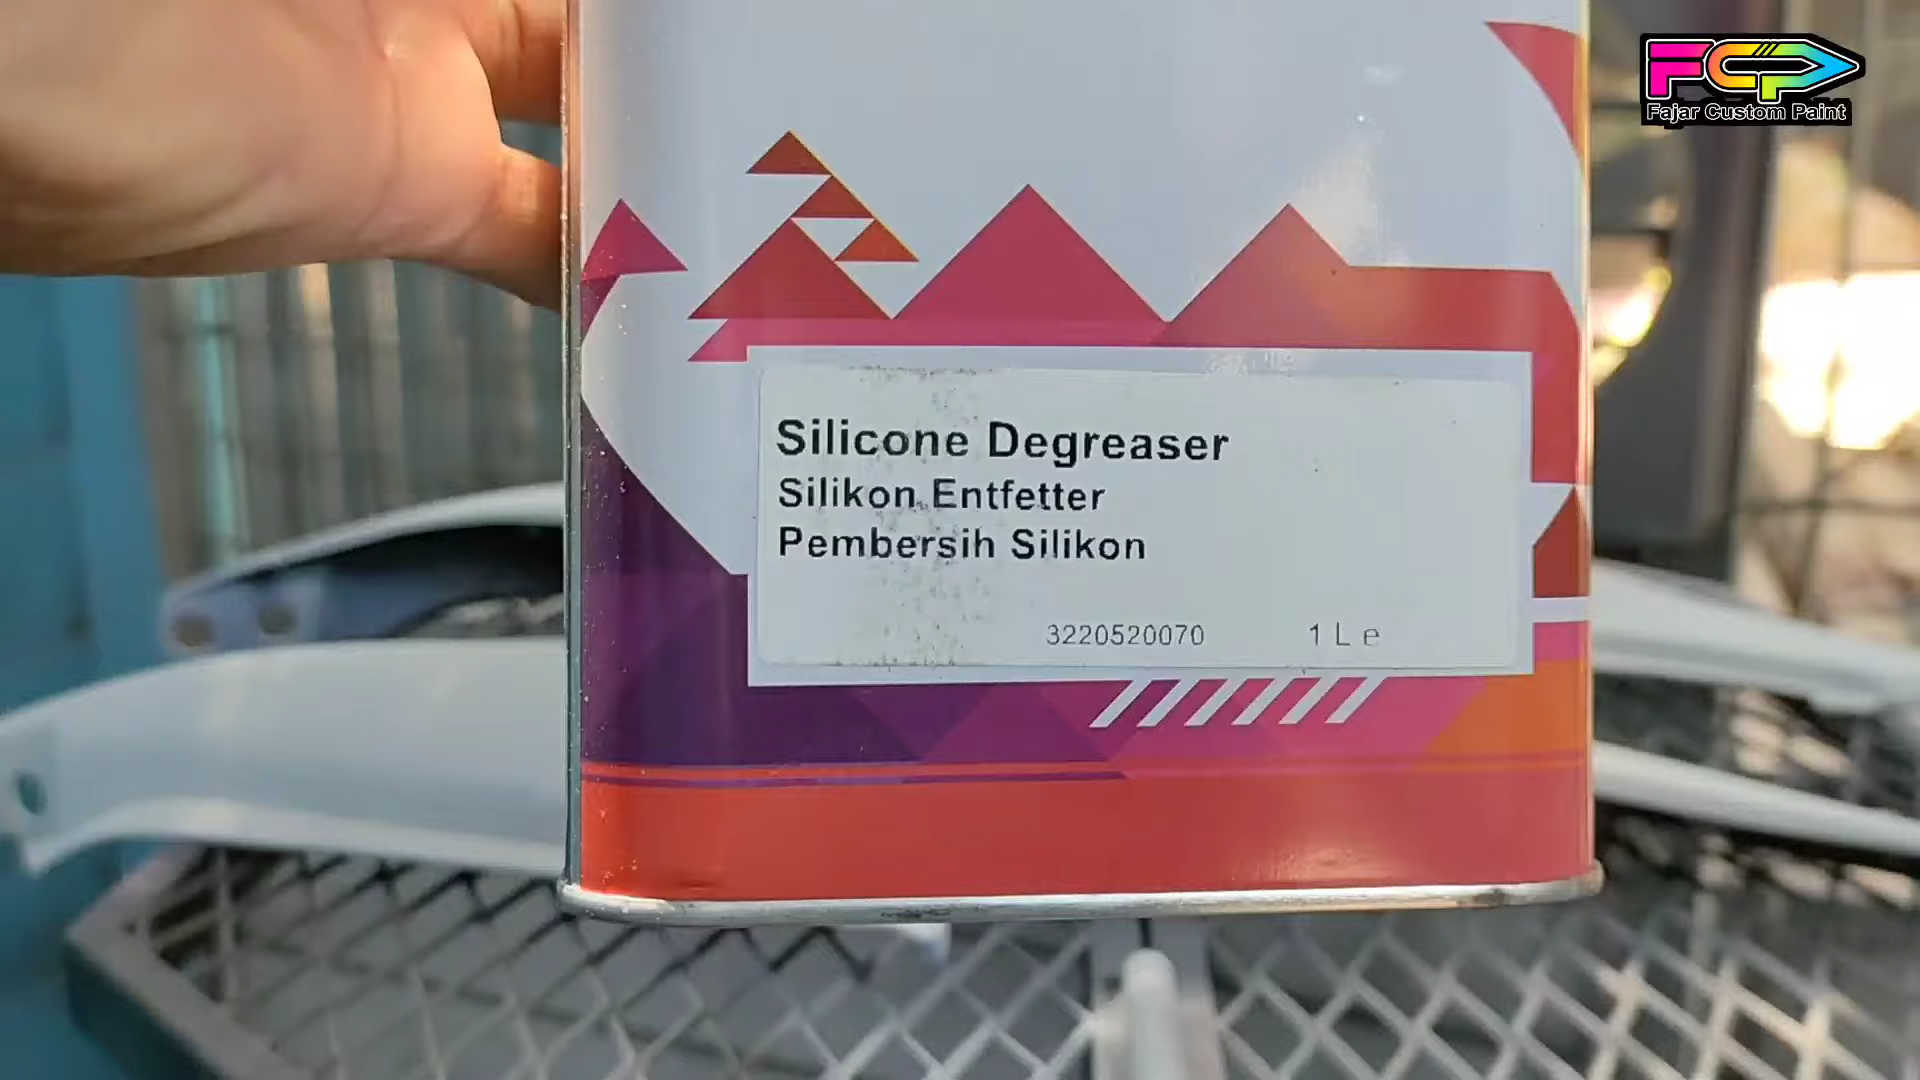 FCP
Fajar Custom Paint
Silicone Degreaser
Silikon Entfetter
Pembersih Silikon
3220520070 1 L e